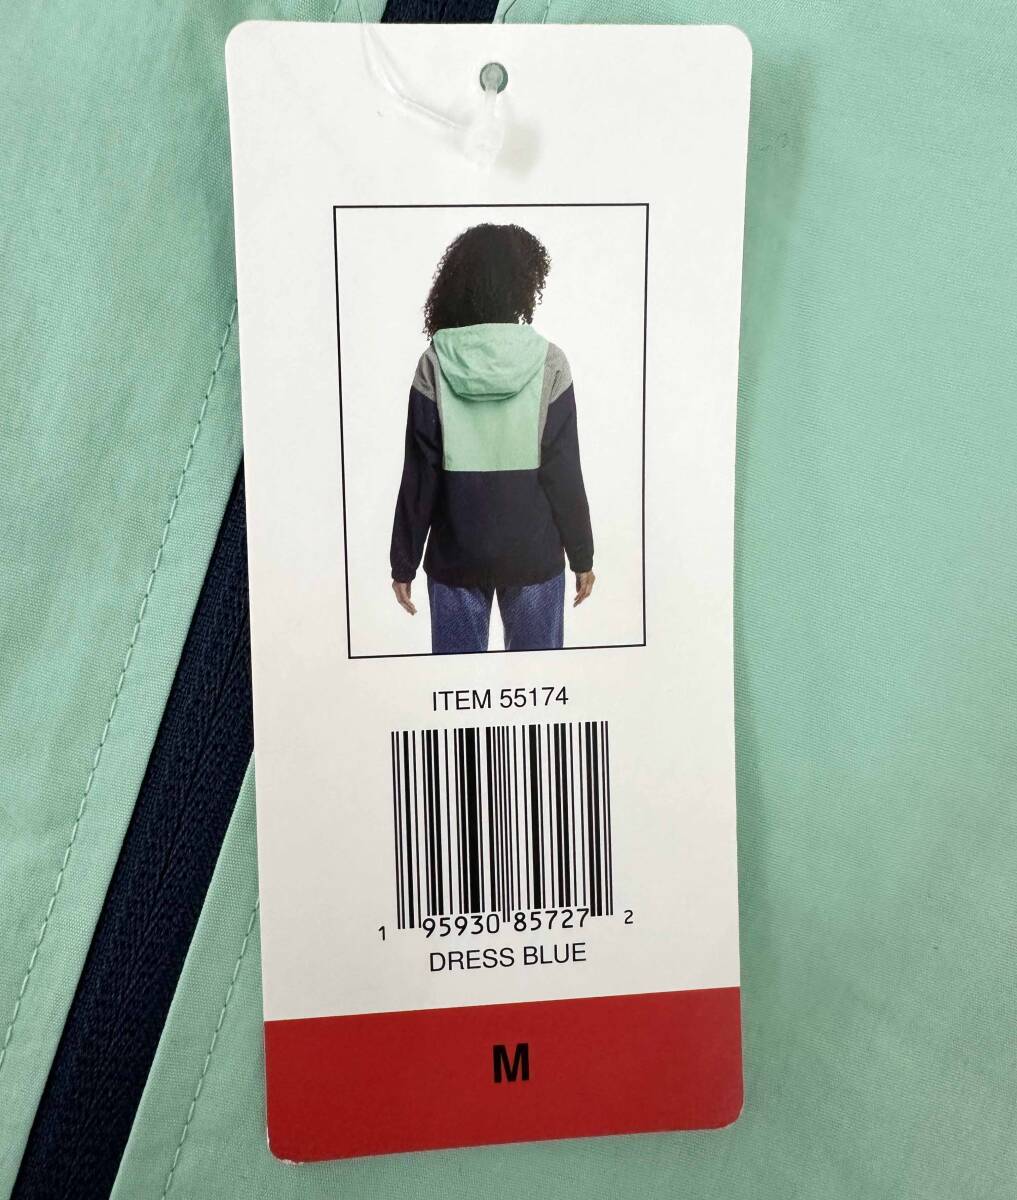 ITEM 55174
1 95930 85727 2
DRESS BLUE
M